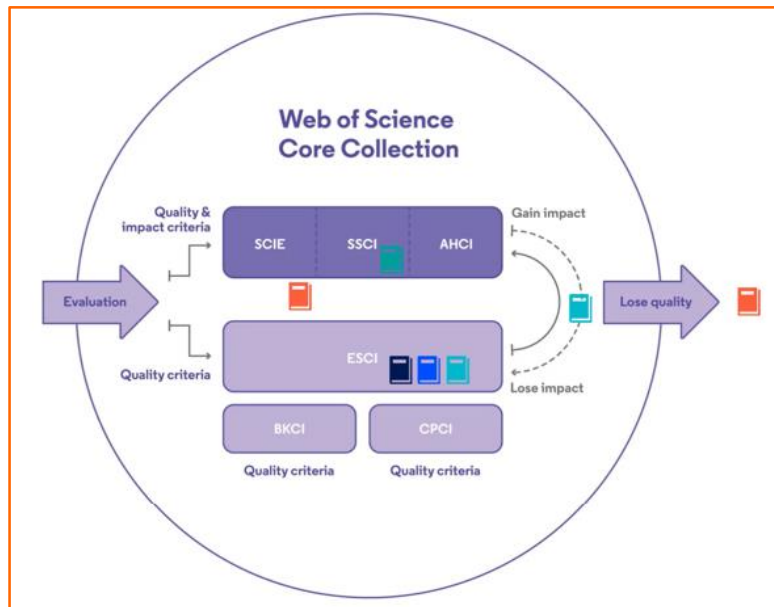 Web of Science
Core Collection
Quality &
impact criteria
Gain impact
SCIE
SSCI
AHCI
Evaluation
Lose quality
ESCI
Quality criteria
Lose impact
BKCI
CPCI
Quality criteria
Quality criteria